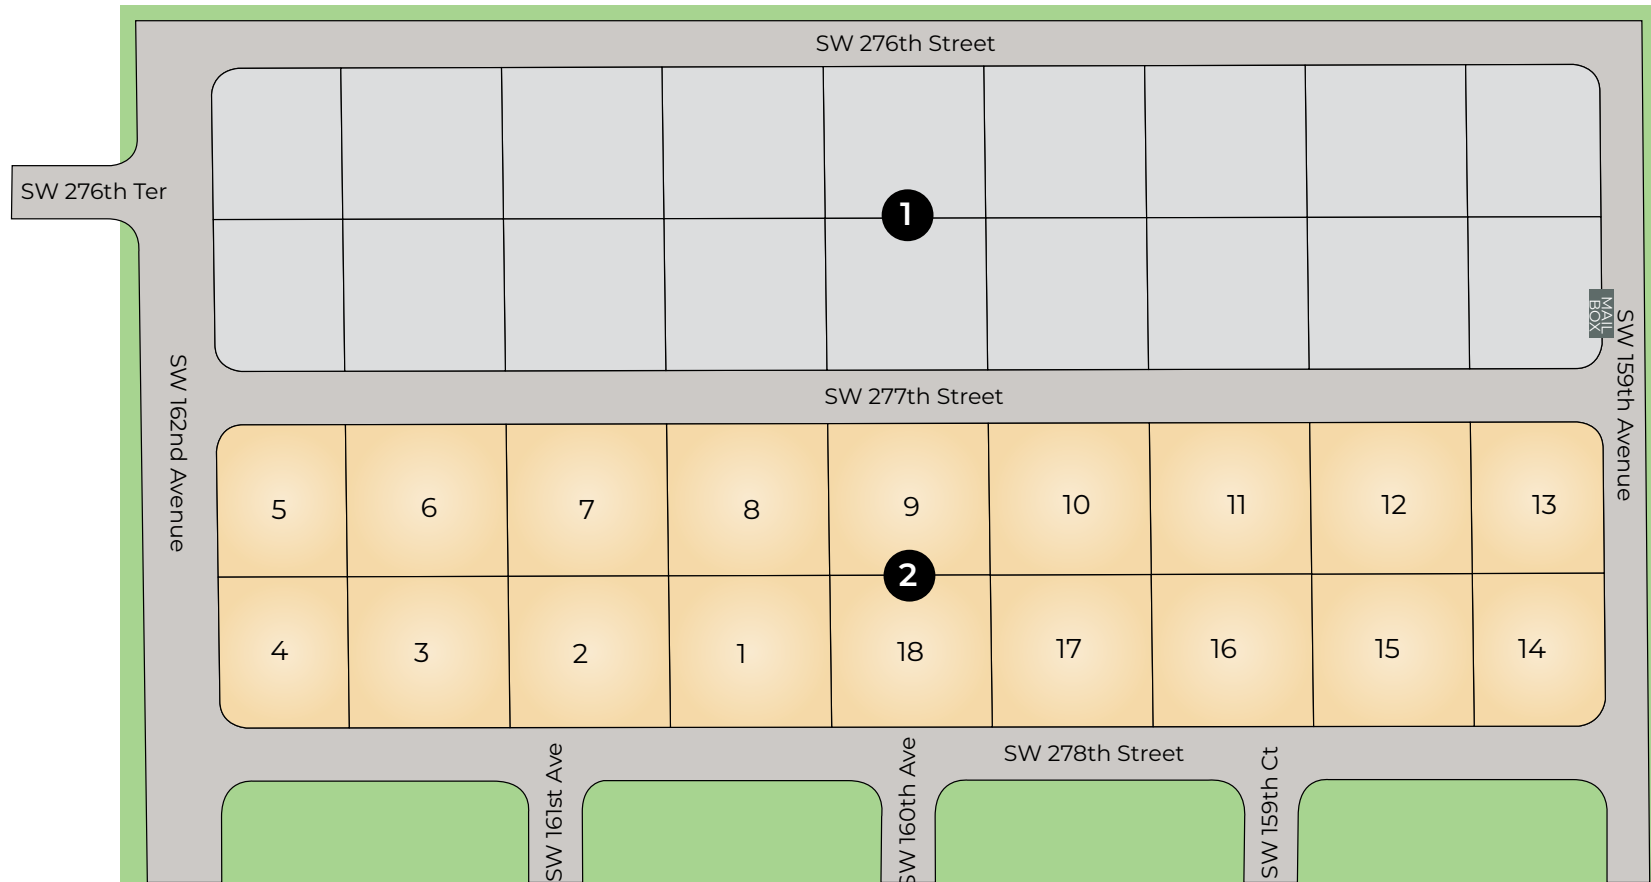 SW 276th Street
SW 276th Ter
1
MAIL
BOX
SW 162nd Avenue
SW 159th Avenue
SW 277th Street
5 6 7 8 9 10 11 12 13
2
4 3 2 1 18 17 16 15 14
SW 278th Street
SW 161st Ave
SW 160th Ave
SW 159th Ct